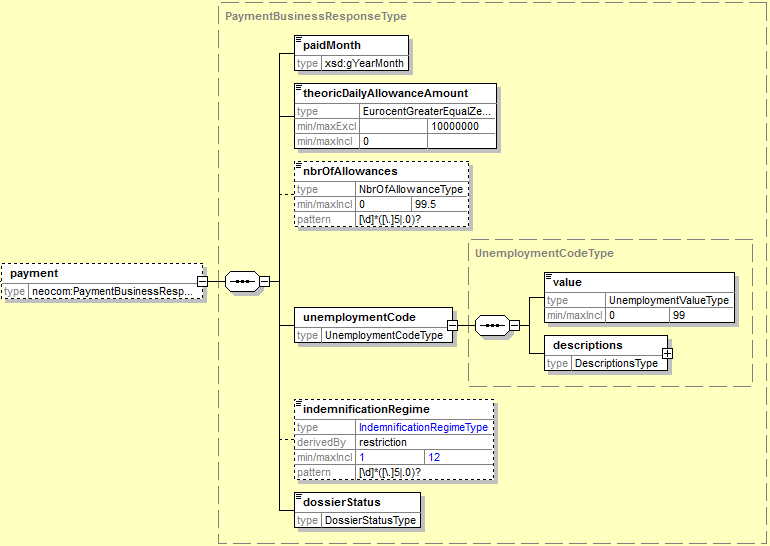 PaymentBusinessResponseType
paidMonth
type xsd:gYearMonth
theoricDailyAllowanceAmount
type EurocentGreaterEqualZe...
min/maxExcl 10000000
min/maxIncl 0
nbrOfAllowances
type NbrOfAllowanceType
min/maxIncl 0 99.5
pattern [\d]*([\.]5|.0)?
payment
type neocom:PaymentBusinessResp...
unemploymentCode
type UnemploymentCodeType
UnemploymentCodeType
value
type UnemploymentValueType
min/maxIncl 0 99
descriptions
type DescriptionsType
indemnificationRegime
type IndemnificationRegimeType
derivedBy restriction
min/maxIncl 1 12
pattern [\d]*([\.]5|.0)?
dossierStatus
type DossierStatusType